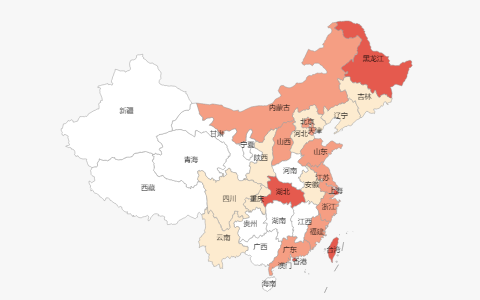 黑龙江
吉林
新疆
内蒙古
辽宁
北京
天津
甘肃
河北
山西
宁夏
山东
陕西
青海
河南
西藏
江苏
安徽
上海
四川
重庆
湖北
浙江
湖南
江西
贵州
云南
福建
广西
广东
台湾
香港
澳门
海南